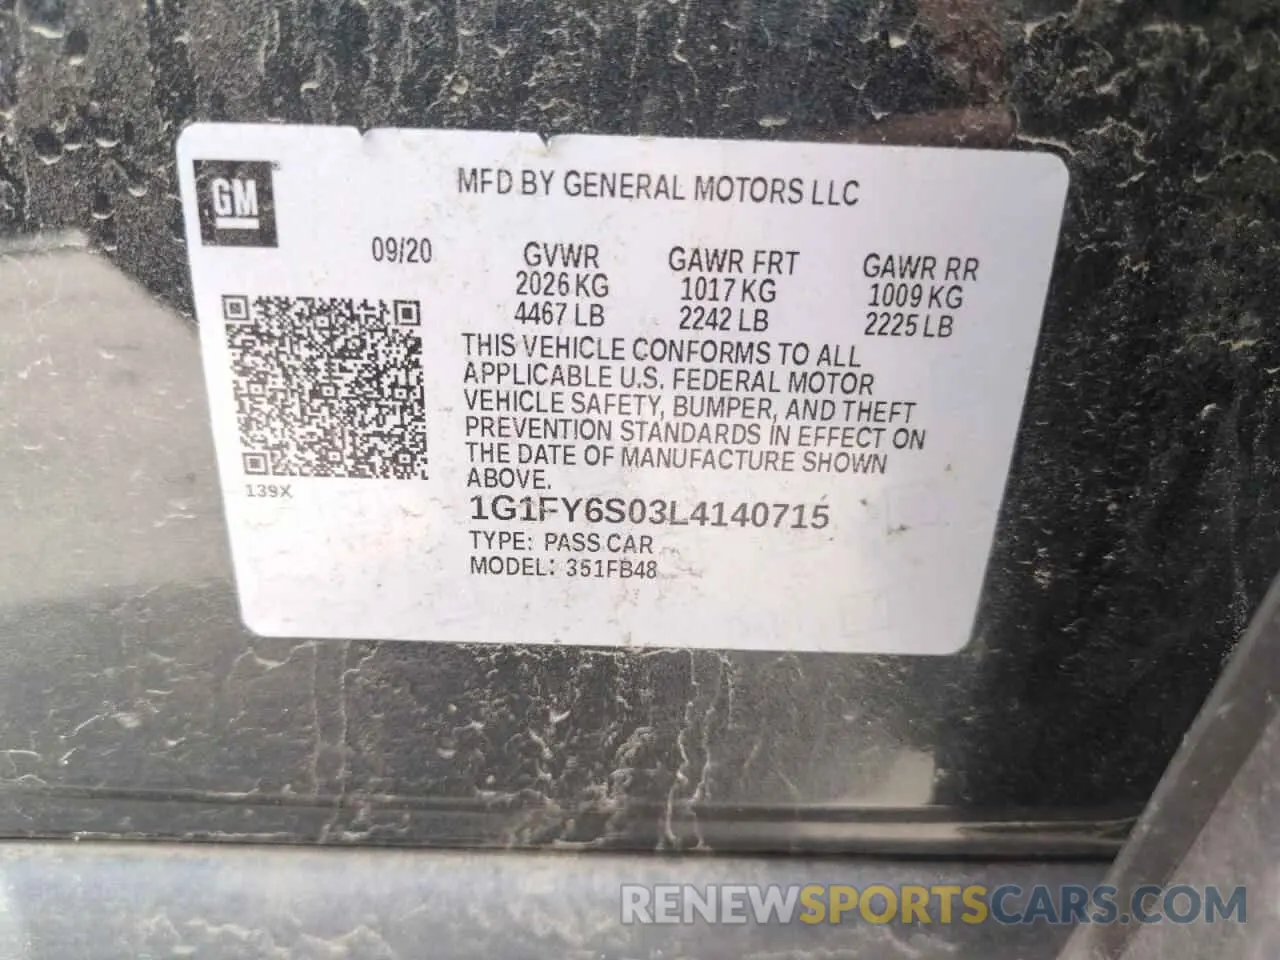 GM
MFD BY GENERAL MOTORS LLC
09/20
GVWR GAWR FRT GAWR RR
2026 KG 1017 KG 1009 KG
4467 LB 2242 LB 2225 LB
THIS VEHICLE CONFORMS TO ALL
APPLICABLE U.S. FEDERAL MOTOR
VEHICLE SAFETY, BUMPER, AND THEFT
PREVENTION STANDARDS IN EFFECT ON
THE DATE OF MANUFACTURE SHOWN
ABOVE.
139X
1G1FY6S03L4140715
TYPE: PASS CAR
MODEL: 351FB48
RENEWSPORTSCARS.COM